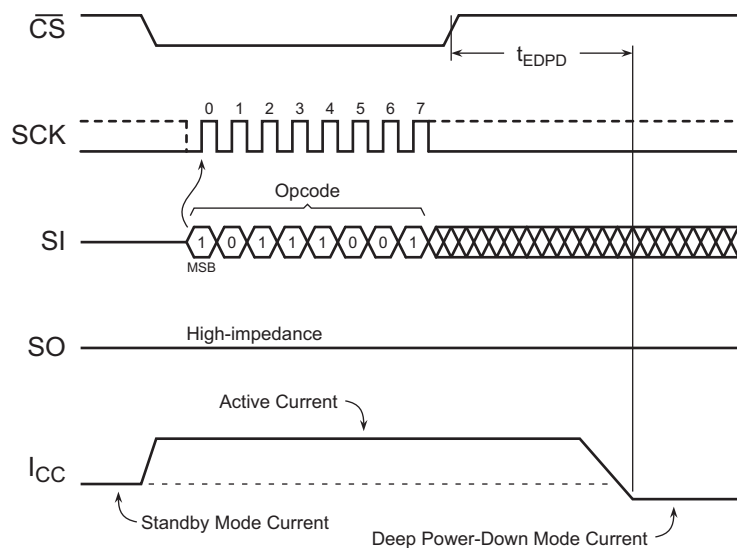 CS
tEDPD
0 1 2 3 4 5 6 7
SCK
Opcode
SI
1 0 1 1 1 0 0 1
MSB
High-impedance
SO
Active Current
ICC
Standby Mode Current
Deep Power-Down Mode Current